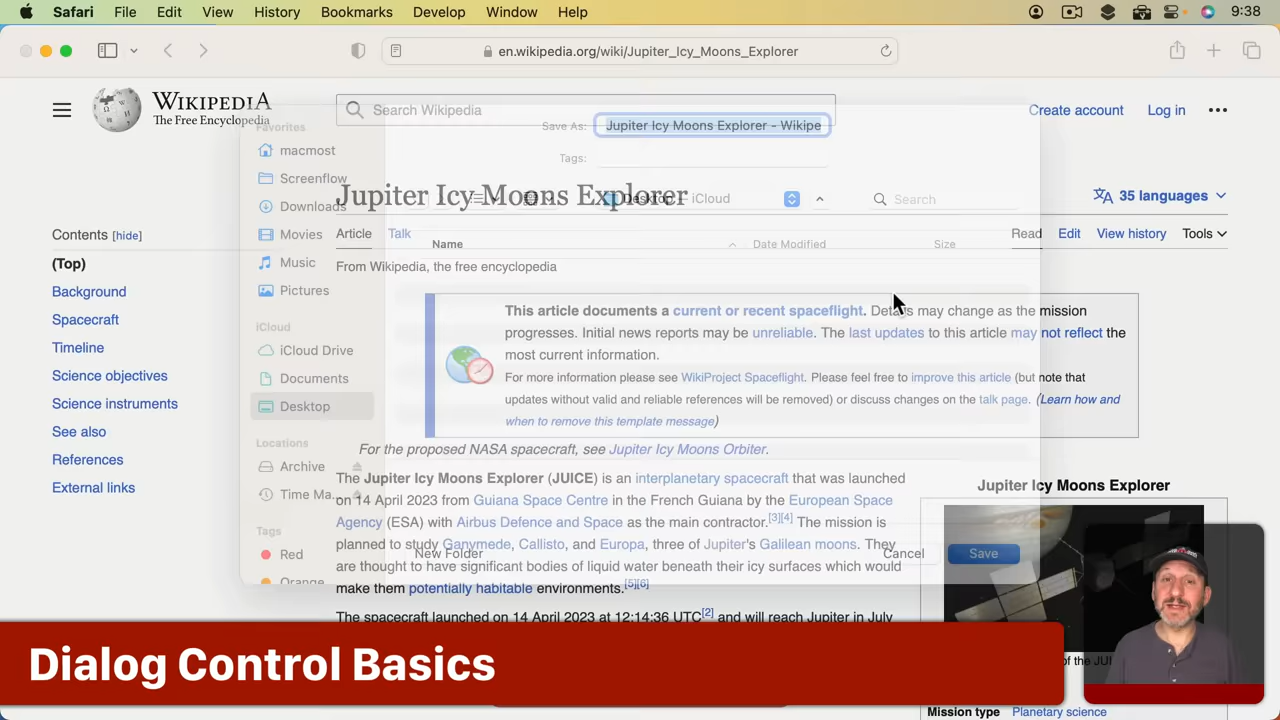 Safari File Edit View History Bookmarks Develop Window Help 9:38
en.wikipedia.org/wiki/Jupiter_Icy_Moons_Explorer
WIKIPEDIA
The Free Encyclopedia
Search Wikipedia
Create account Log in
Favorites
macmost
Screenflow
Downloads
Movies
Music
Pictures
iCloud
iCloud Drive
Documents
Desktop
Locations
Archive
Time Ma...
Tags
Red
Orange
Save As: Jupiter Icy Moons Explorer - Wikipe
Tags:
Desktop — iCloud
Search
Name Date Modified Size
New Folder Cancel Save
Jupiter Icy Moons Explorer
35 languages
Contents [hide]
(Top)
Background
Spacecraft
Timeline
Science objectives
Science instruments
See also
References
External links
Article Talk Read Edit View history Tools
From Wikipedia, the free encyclopedia
This article documents a current or recent spaceflight. Details may change as the mission
progresses. Initial news reports may be unreliable. The last updates to this article may not reflect the
most current information.
For more information please see WikiProject Spaceflight. Please feel free to improve this article (but note that
updates without valid and reliable references will be removed) or discuss changes on the talk page. (Learn how and
when to remove this template message)
For the proposed NASA spacecraft, see Jupiter Icy Moons Orbiter.
The Jupiter Icy Moons Explorer (JUICE) is an interplanetary spacecraft that was launched
on 14 April 2023 from Guiana Space Centre in the French Guiana by the European Space
Agency (ESA) with Airbus Defence and Space as the main contractor.[3][4] The mission is
planned to study Ganymede, Callisto, and Europa, three of Jupiter's Galilean moons. They
are thought to have significant bodies of liquid water beneath their icy surfaces which would
make them potentially habitable environments.[5][6]
The spacecraft launched on 14 April 2023 at 12:14:36 UTC[2] and will reach Jupiter in July
Jupiter Icy Moons Explorer
of the JUI
Mission type Planetary science
Dialog Control Basics